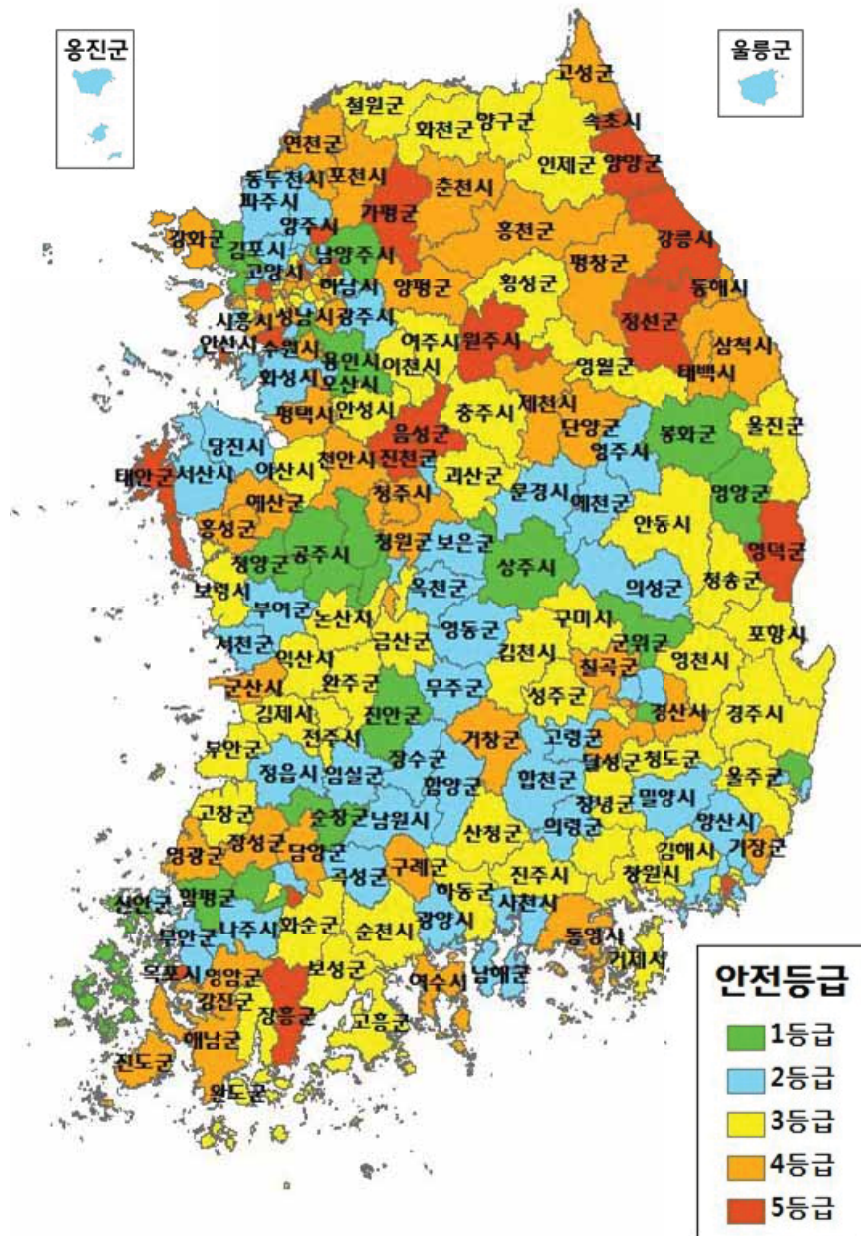 옹진군
울릉군
고성군
철원군
화천군
양구군
속초시
연천군
인제군
양양군
동두천시
포천시
춘천시
파주시
가평군
양주시
홍천군
강릉시
강화군
김포시
남양주시
평창군
고양시
횡성군
동해시
하남시
양평군
정선군
시흥시
성남시
광주시
여주시
원주시
삼척시
안산시
수원시
용인시
이천시
영월군
태백시
화성시
오산시
평택시
안성시
충주시
제천시
음성군
단양군
봉화군
울진군
당진시
영주시
태안군
서산시
아산시
천안시
진천군
괴산군
문경시
예천군
영양군
예산군
청주시
안동시
홍성군
청원군
보은군
영덕군
청양군
공주시
상주시
청송군
보령시
옥천군
의성군
부여군
논산시
구미시
서천군
금산군
영동군
군위군
포항시
익산시
김천시
영천시
군산시
완주군
무주군
칠곡군
김제시
진안군
성주군
경산시
경주시
전주시
거창군
고령군
부안군
장수군
달성군
청도군
정읍시
임실군
함양군
합천군
울주군
고창군
창녕군
밀양시
순창군
남원시
의령군
양산시
장성군
산청군
영광군
담양군
김해시
기장군
구례군
곡성군
진주시
창원시
함평군
하동군
신안군
사천시
나주시
화순군
순천시
광양시
무안군
통영시
목포시
영암군
보성군
거제시
여수시
남해군
강진군
장흥군
고흥군
해남군
진도군
완도군
안전등급
1등급
2등급
3등급
4등급
5등급